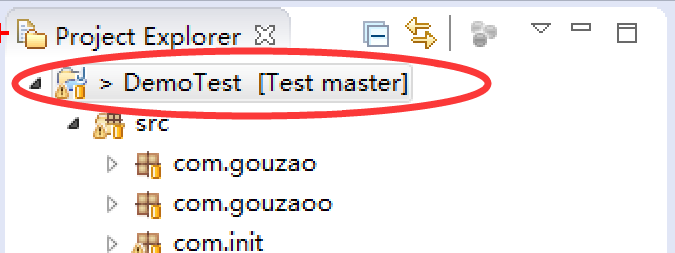 Project Explorer
> DemoTest [Test master]
src
com.gouzao
com.gouzaoo
com.init